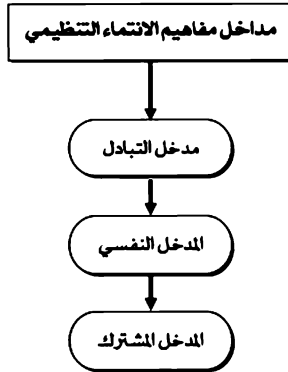 مداخل مفاهيم الانتماء التنظيمي
مدخل التبادل
المدخل النفسي
المدخل المشترك